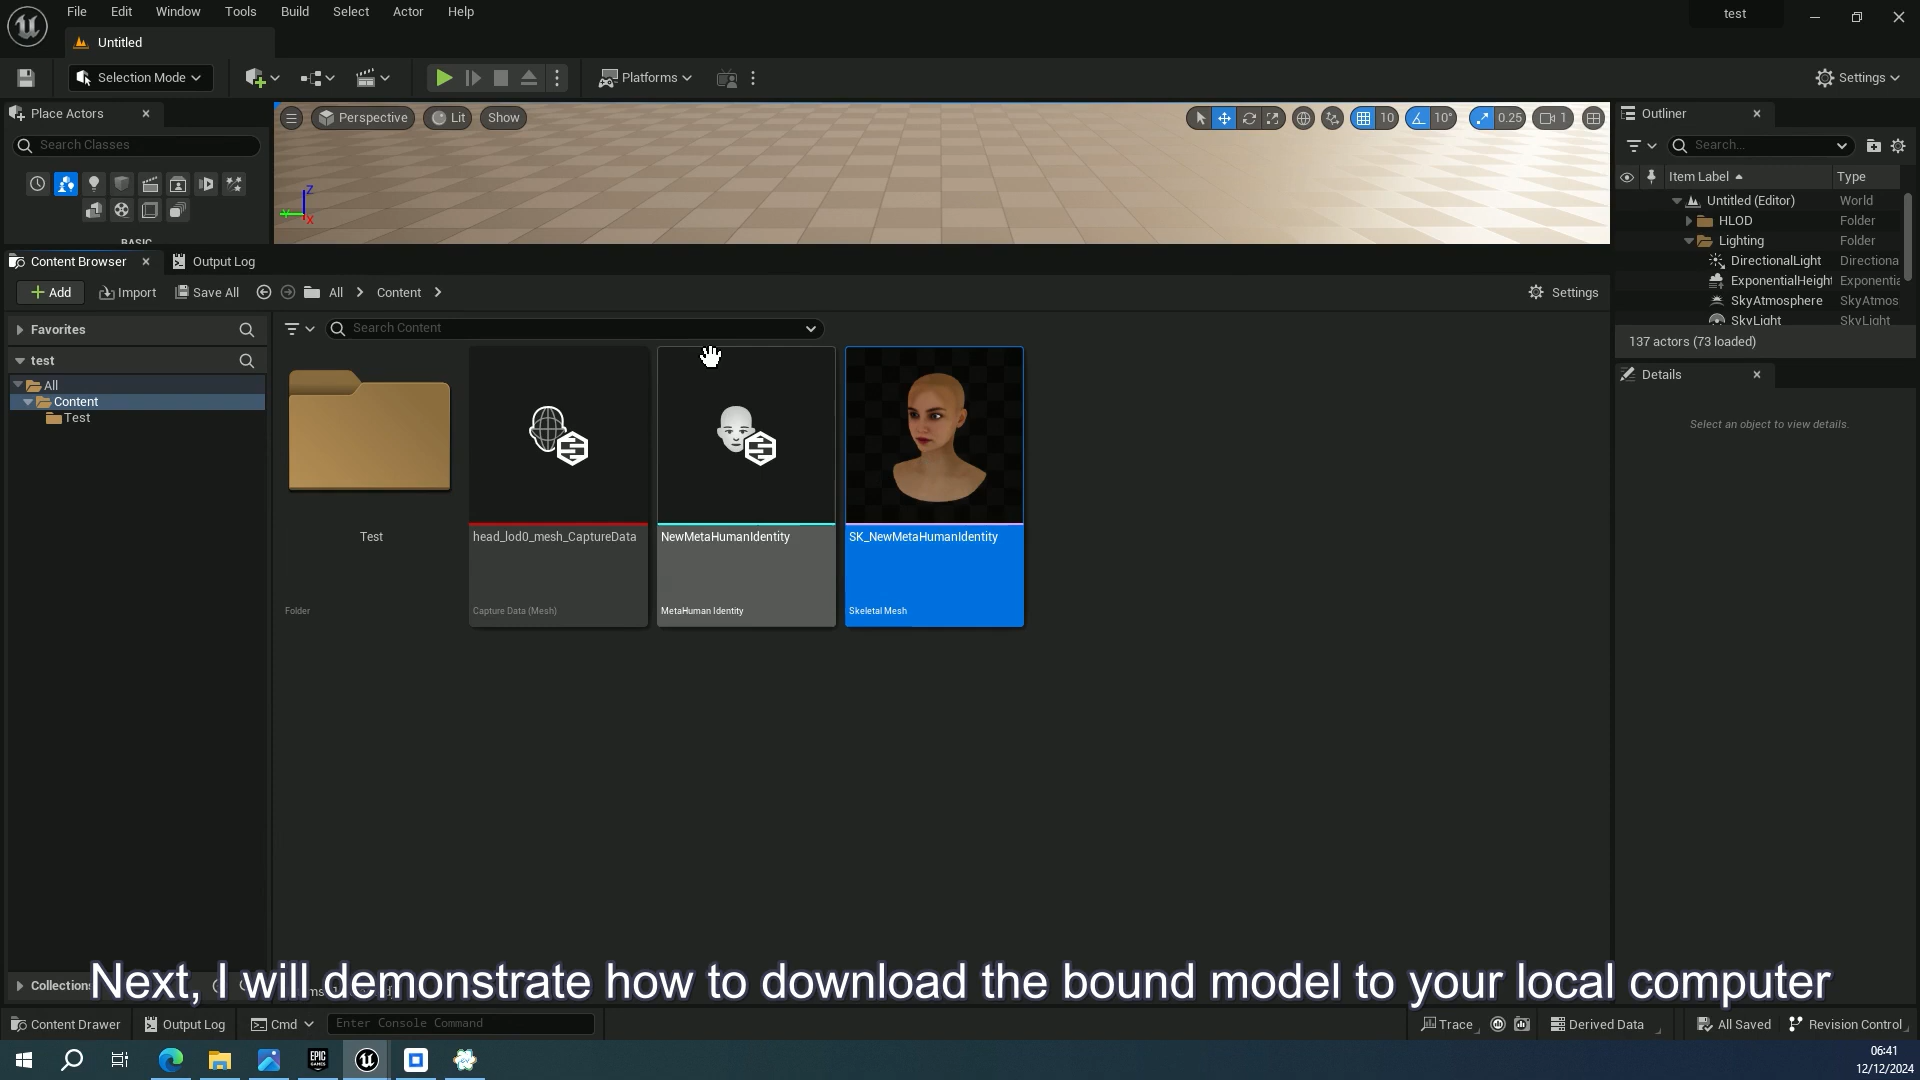 File Edit Window Tools Build Select Actor Help
test
Untitled
Selection Mode
Platforms
Settings
Place Actors
Search Classes
BASIC
Perspective
Lit
Show
10
10°
0.25
1
Z
Y
X
Outliner
Search...
Item Label
Type
Untitled (Editor)
World
HLOD
Folder
Lighting
Folder
DirectionalLight
Directiona
ExponentialHeight
Exponentia
SkyAtmosphere
SkyAtmos
SkyLight
SkyLight
137 actors (73 loaded)
Details
Select an object to view details.
Content Browser
Output Log
Add
Import
Save All
All
Content
Settings
Favorites
test
All
Content
Test
Collections
Search Content
Test
Folder
head_lod0_mesh_CaptureData
Capture Data (Mesh)
NewMetaHumanIdentity
MetaHuman Identity
SK_NewMetaHumanIdentity
Skeletal Mesh
Next, I will demonstrate how to download the bound model to your local computer
Content Drawer
Output Log
Cmd
Enter Console Command
Trace
Derived Data
All Saved
Revision Control
EPIC
GAMES
06:41
12/12/2024